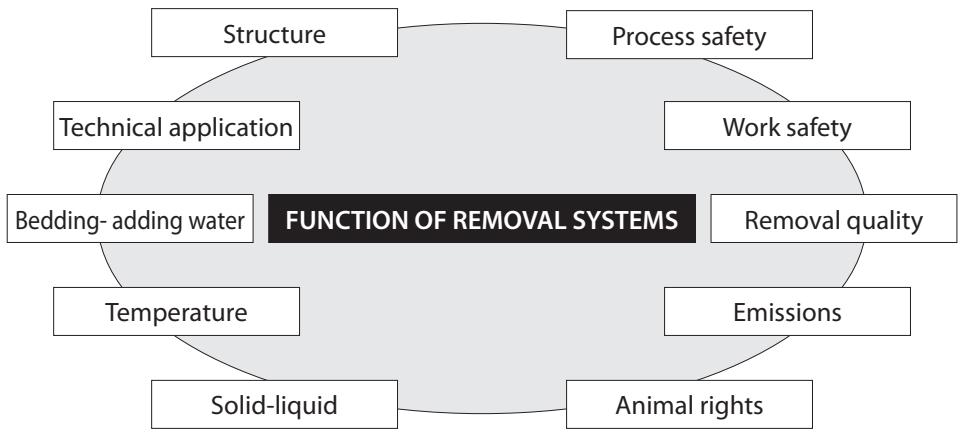 Structure
Process safety
Technical application
Work safety
Bedding- adding water
FUNCTION OF REMOVAL SYSTEMS
Removal quality
Temperature
Emissions
Solid-liquid
Animal rights